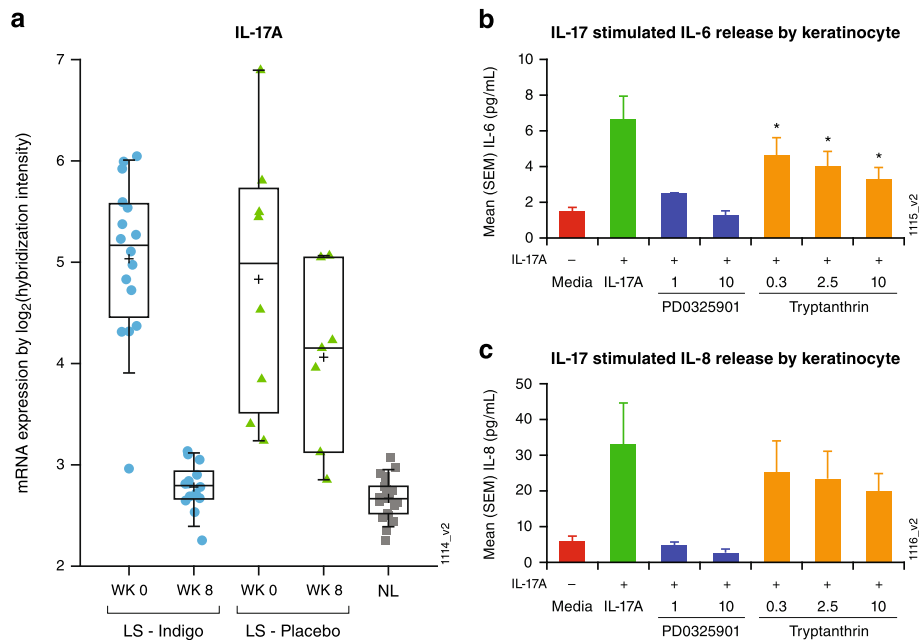 a
IL-17A
mRNA expression by log2(hybridization intensity)
7
6
5
4
3
2
WK 0
WK 8
WK 0
WK 8
NL
LS - Indigo
LS - Placebo
1114_v2
b
IL-17 stimulated IL-6 release by keratinocyte
Mean (SEM) IL-6 (pg/mL)
10
8
6
4
2
0
* * *
1115_v2
IL-17A – + + + + + +
Media IL-17A 1 10 0.3 2.5 10
PD0325901 Tryptanthrin
c
IL-17 stimulated IL-8 release by keratinocyte
Mean (SEM) IL-8 (pg/mL)
50
40
30
20
10
0
1116_v2
IL-17A – + + + + + +
Media IL-17A 1 10 0.3 2.5 10
PD0325901 Tryptanthrin